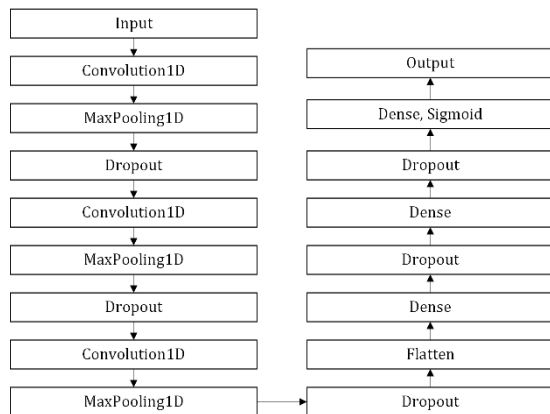 Input
Convolution1D
MaxPooling1D
Dropout
Convolution1D
MaxPooling1D
Dropout
Convolution1D
MaxPooling1D
Dropout
Flatten
Dense
Dropout
Dense
Dropout
Dense, Sigmoid
Output